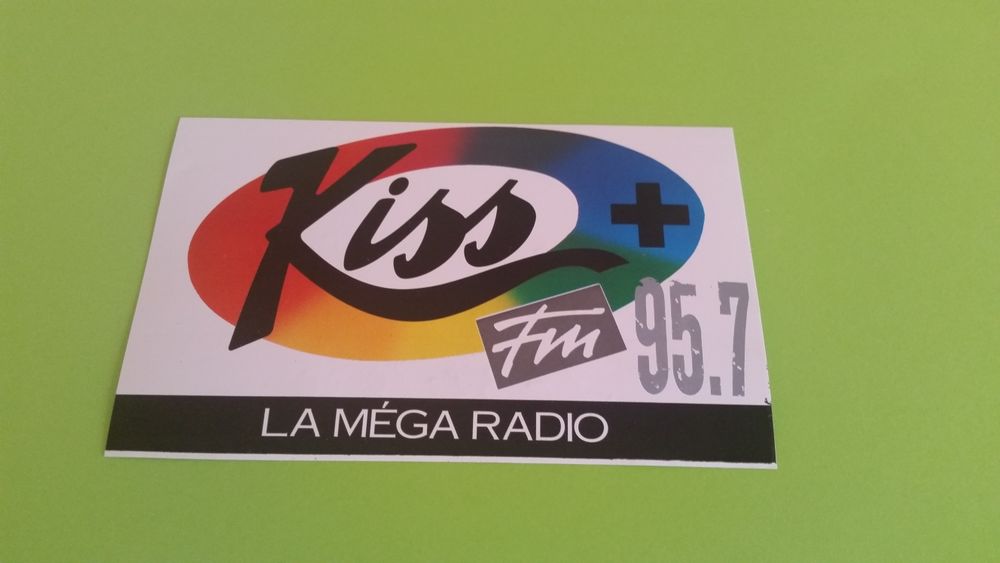 Kiss +
Fm 95.7
LA MÉGA RADIO